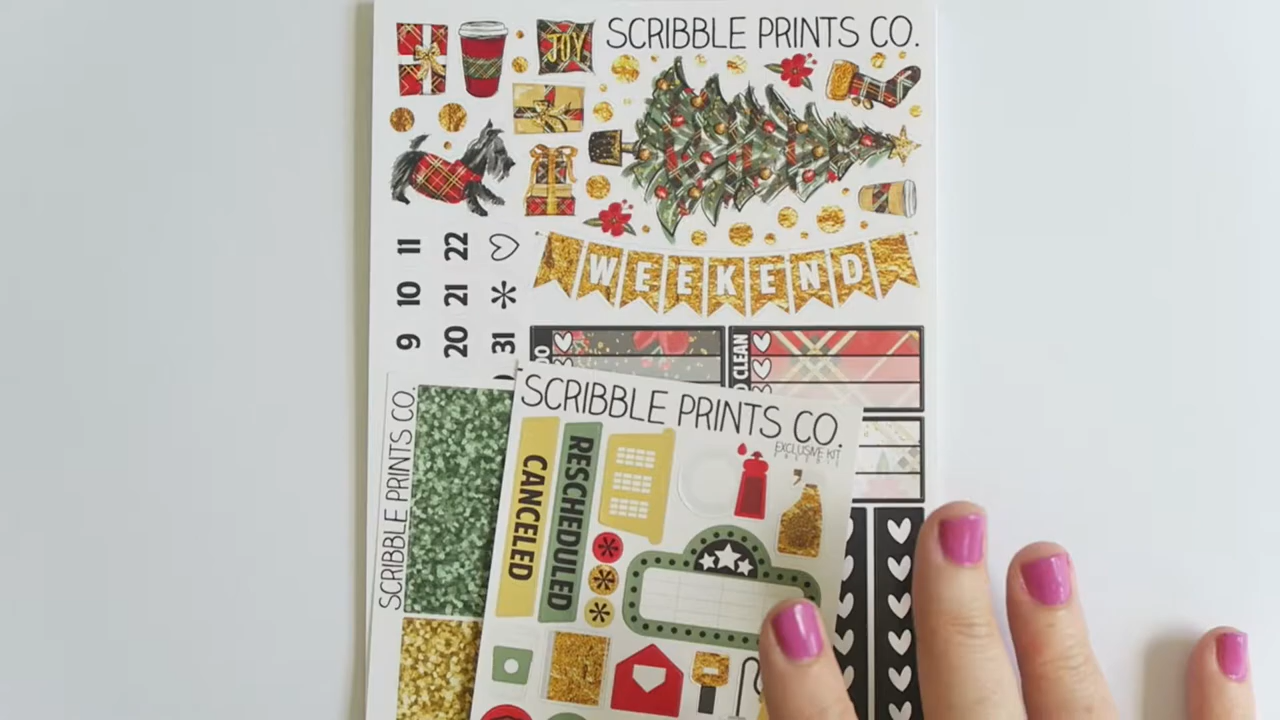 SCRIBBLE PRINTS CO.
JOY
11 22
10 21
9 20 31
WEEKEND
CLEAN
SCRIBBLE PRINTS CO.
SCRIBBLE PRINTS CO.
EXCLUSIVE KIT
FREEBIE
CANCELED
RESCHEDULED